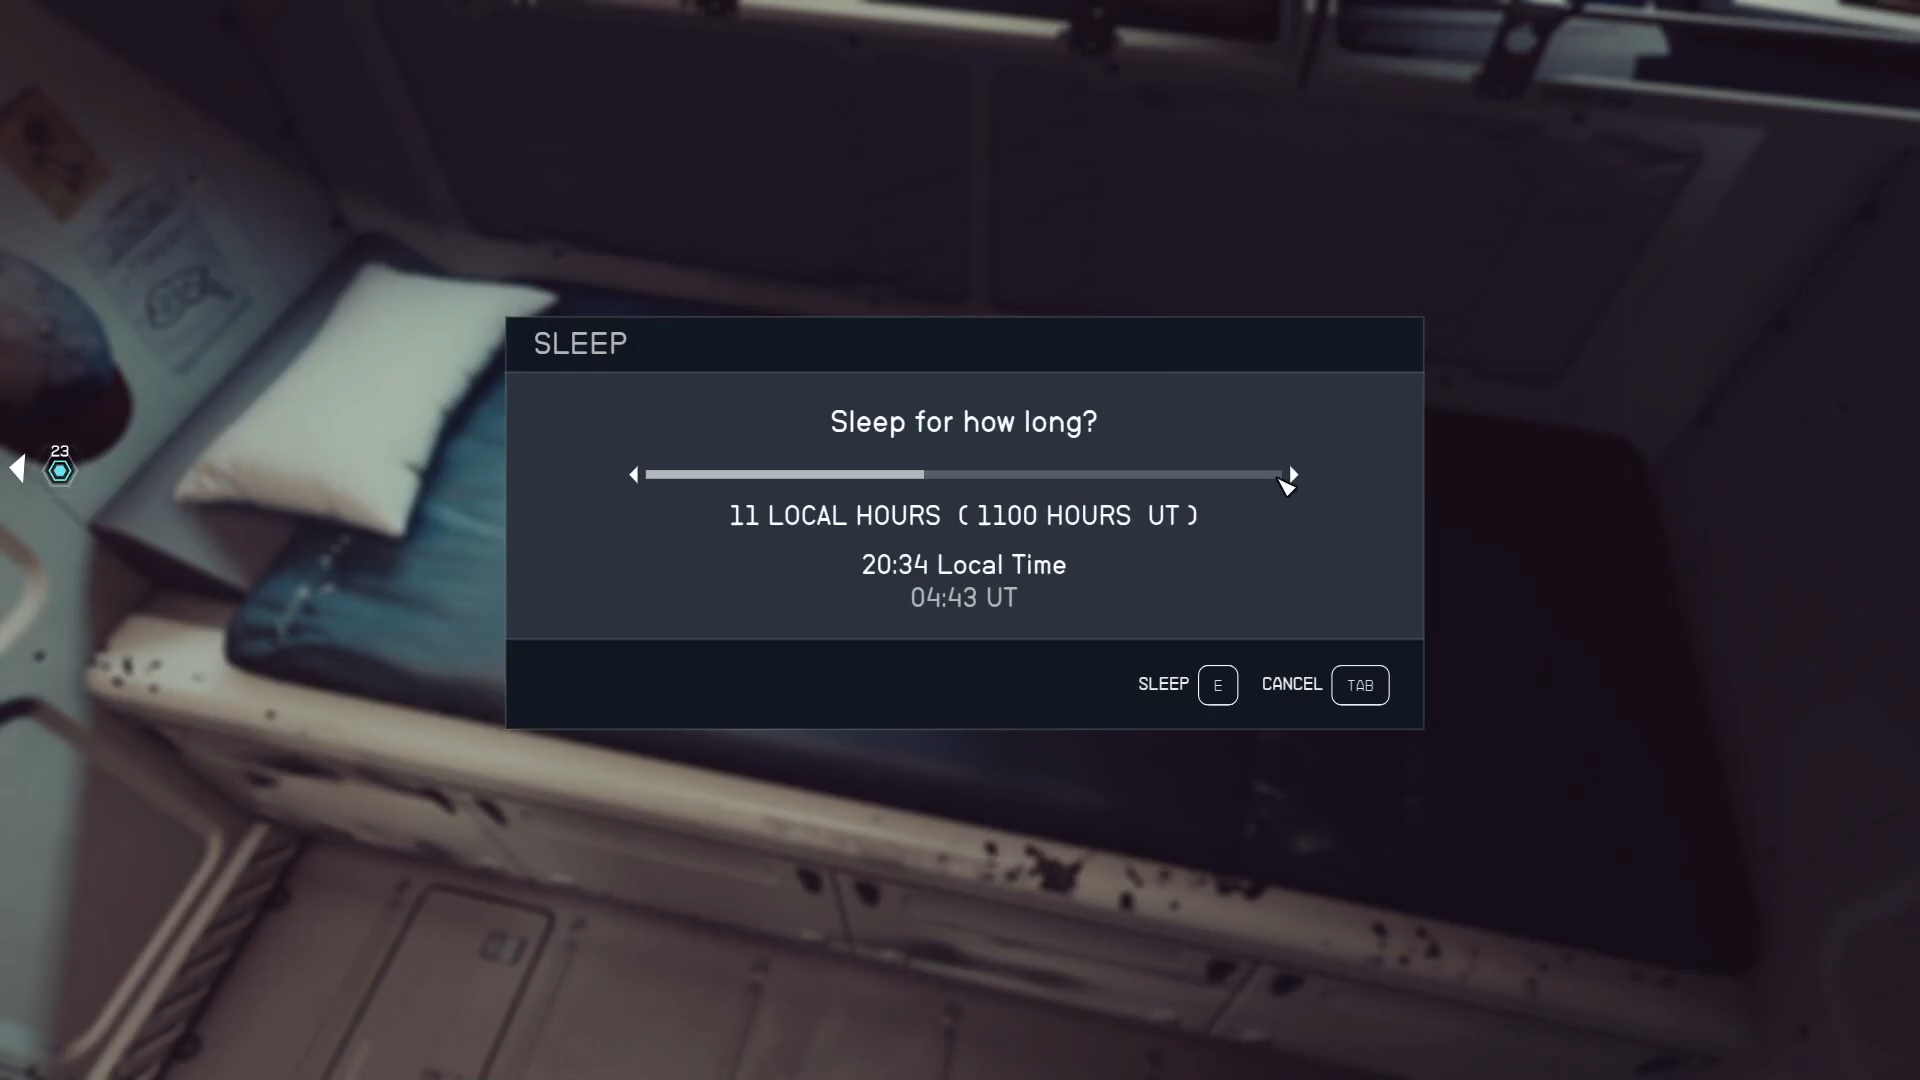 SLEEP
Sleep for how long?
23
11 LOCAL HOURS ( 1100 HOURS UT )
20:34 Local Time
04:43 UT
SLEEP E CANCEL TAB